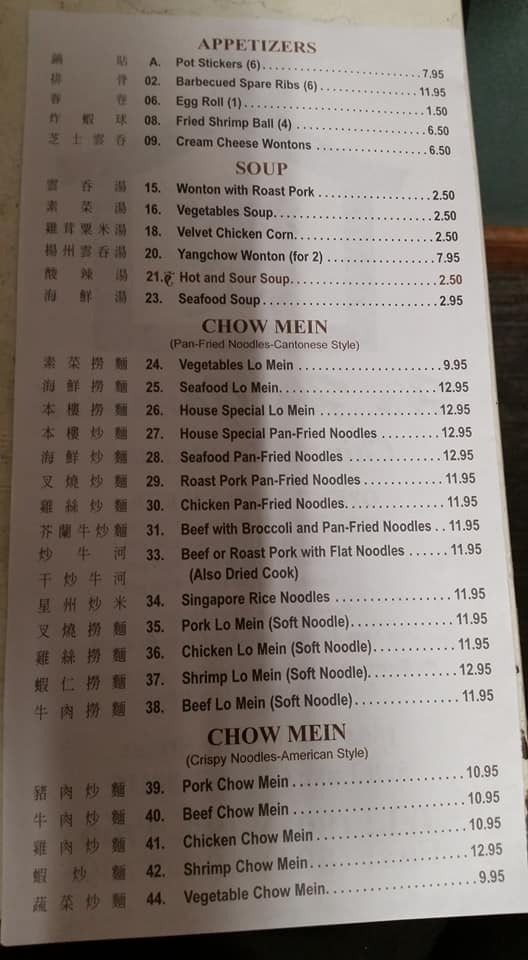 APPETIZERS
鍋貼 A. Pot Stickers (6) 7.95
排骨 02. Barbecued Spare Ribs (6) 11.95
春卷 06. Egg Roll (1) 1.50
炸蝦球 08. Fried Shrimp Ball (4) 6.50
芝士雲吞 09. Cream Cheese Wontons 6.50
SOUP
雲吞湯 15. Wonton with Roast Pork 2.50
素菜湯 16. Vegetables Soup 2.50
雞茸粟米湯 18. Velvet Chicken Corn 2.50
楊州雲吞湯 20. Yangchow Wonton (for 2) 7.95
酸辣湯 21. Hot and Sour Soup 2.50
海鮮湯 23. Seafood Soup 2.95
CHOW MEIN
(Pan-Fried Noodles-Cantonese Style)
素菜撈麵 24. Vegetables Lo Mein 9.95
海鮮撈麵 25. Seafood Lo Mein 12.95
本樓撈麵 26. House Special Lo Mein 12.95
本樓炒麵 27. House Special Pan-Fried Noodles 12.95
海鮮炒麵 28. Seafood Pan-Fried Noodles 12.95
叉燒炒麵 29. Roast Pork Pan-Fried Noodles 11.95
雞絲炒麵 30. Chicken Pan-Fried Noodles 11.95
芥蘭牛炒麵 31. Beef with Broccoli and Pan-Fried Noodles 11.95
炒牛河 33. Beef or Roast Pork with Flat Noodles 11.95
干炒牛河 (Also Dried Cook)
星州炒米 34. Singapore Rice Noodles 11.95
叉燒撈麵 35. Pork Lo Mein (Soft Noodle) 11.95
雞絲撈麵 36. Chicken Lo Mein (Soft Noodle) 11.95
蝦仁撈麵 37. Shrimp Lo Mein (Soft Noodle) 12.95
牛肉撈麵 38. Beef Lo Mein (Soft Noodle) 11.95
CHOW MEIN
(Crispy Noodles-American Style)
豬肉炒麵 39. Pork Chow Mein 10.95
牛肉炒麵 40. Beef Chow Mein 10.95
雞肉炒麵 41. Chicken Chow Mein 10.95
蝦炒麵 42. Shrimp Chow Mein 12.95
蔬菜炒麵 44. Vegetable Chow Mein 9.95